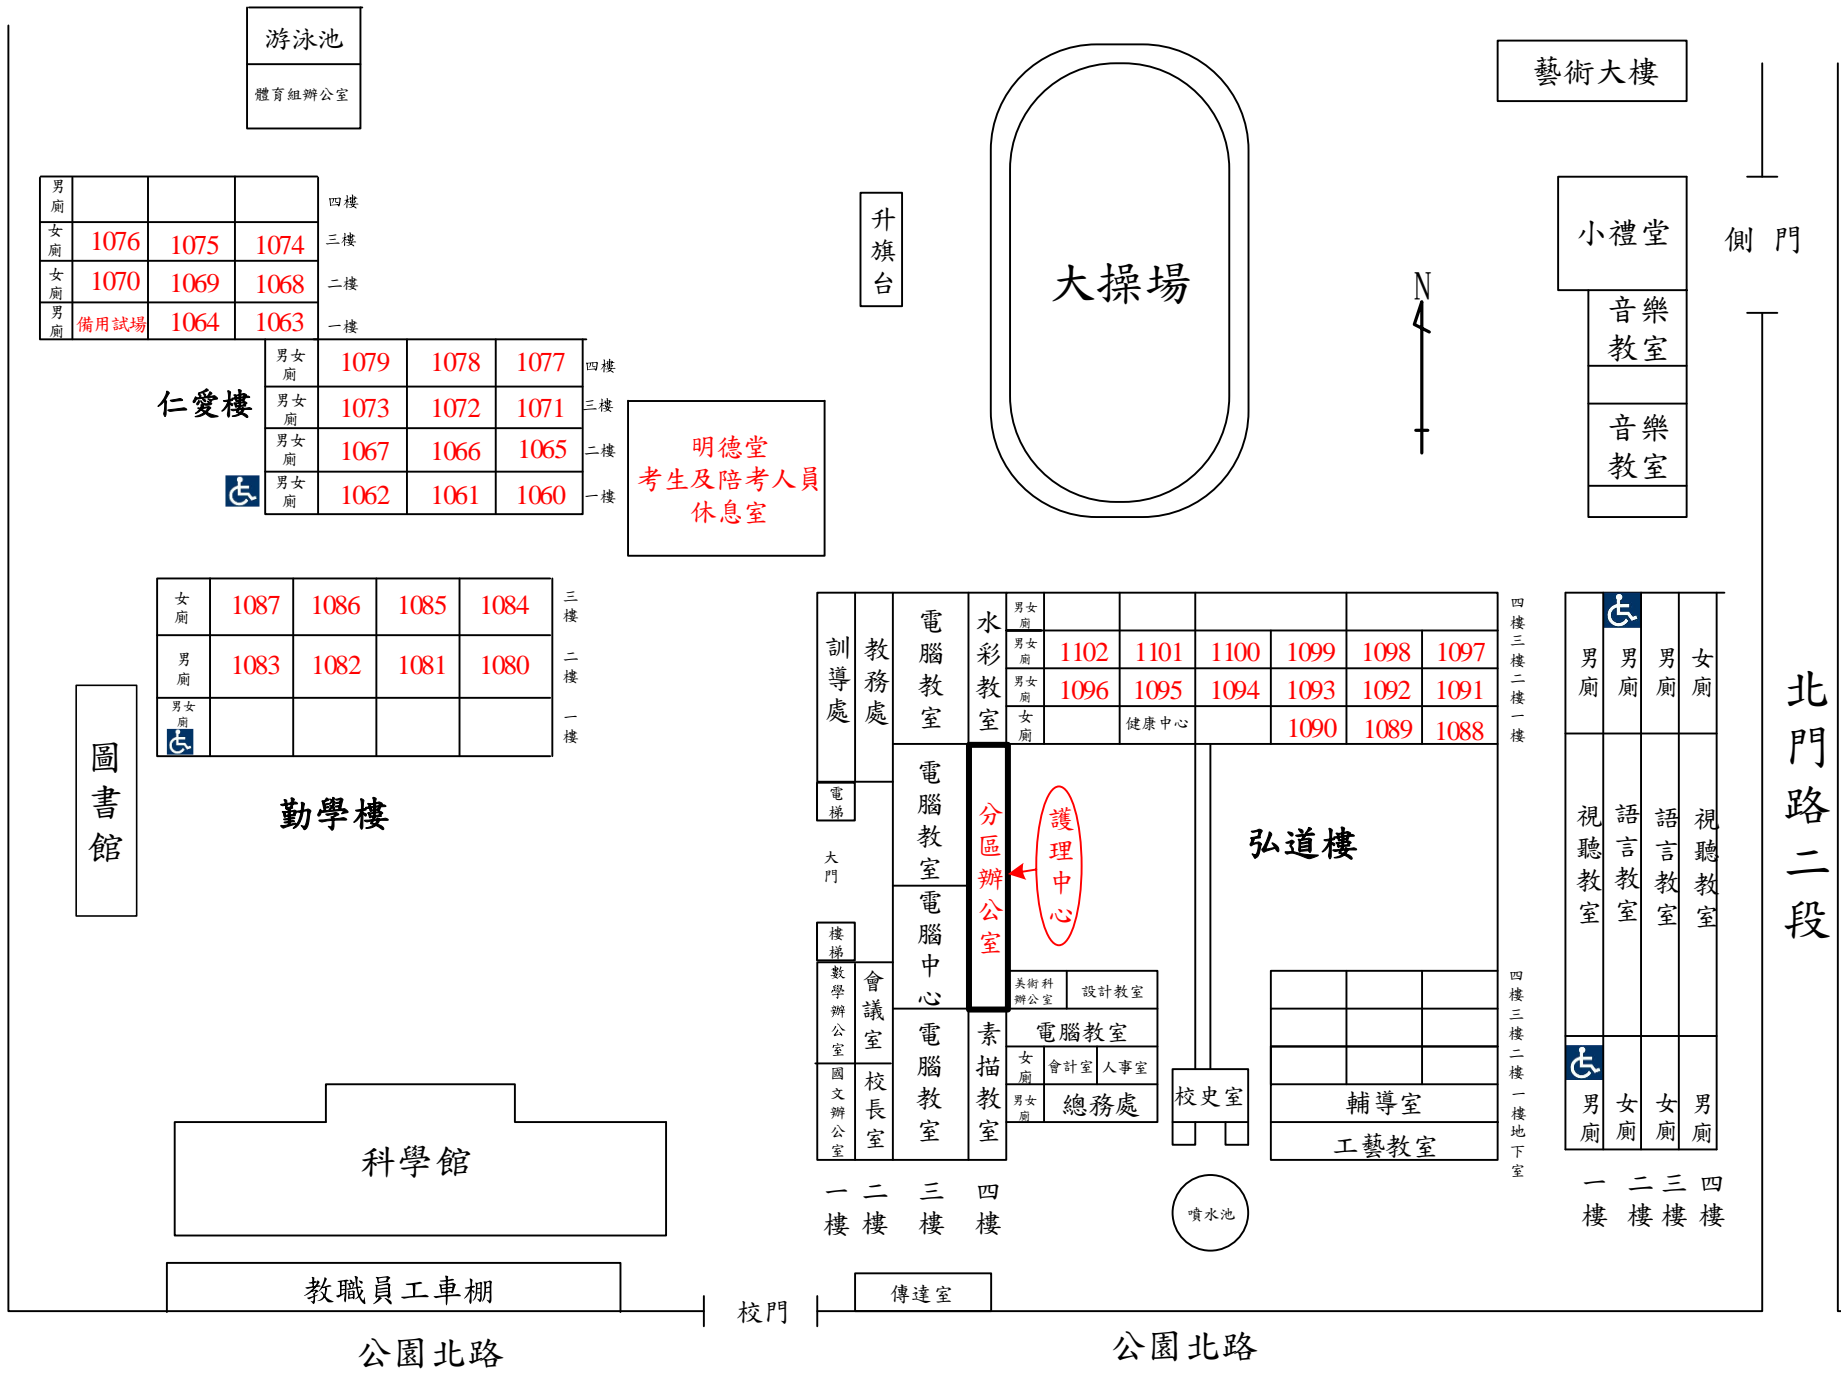 游泳池
體育組辦公室
藝術大樓
男廁
四樓
女廁 1076 1075 1074 三樓
女廁 1070 1069 1068 二樓
男廁 備用試場 1064 1063 一樓
男女廁 1079 1078 1077 四樓
男女廁 1073 1072 1071 三樓
男女廁 1067 1066 1065 二樓
男女廁 1062 1061 1060 一樓
仁愛樓
明德堂
考生及陪考人員
休息室
升旗台
大操場
N
小禮堂
側 門
音樂
教室
音樂
教室
女廁 1087 1086 1085 1084 三樓
男廁 1083 1082 1081 1080 二樓
男女廁
一樓
勤學樓
圖書館
訓導處
教務處
電腦教室
水彩教室
男女廁
四樓
男女廁 1102 1101 1100 1099 1098 1097 三樓
男女廁 1096 1095 1094 1093 1092 1091 二樓
女廁 健康中心 1090 1089 1088 一樓
電梯
大門
樓梯
電腦教室
電腦中心
分區辦公室
護理中心
弘道樓
數學辦公室
會議室
國文辦公室
校長室
電腦教室
素描教室
美術科
辦公室
設計教室
電腦教室
女廁 會計室 人事室
男女廁 總務處
校史室
噴水池
四樓
三樓
二樓
輔導室 一樓
工藝教室 地下室
一樓 二樓 三樓 四樓
男廁 男廁 男廁 女廁
視聽教室 語言教室 語言教室 視聽教室
男廁 女廁 女廁 男廁
一樓 二樓 三樓 四樓
北門路二段
科學館
教職員工車棚
校門
傳達室
公園北路
公園北路